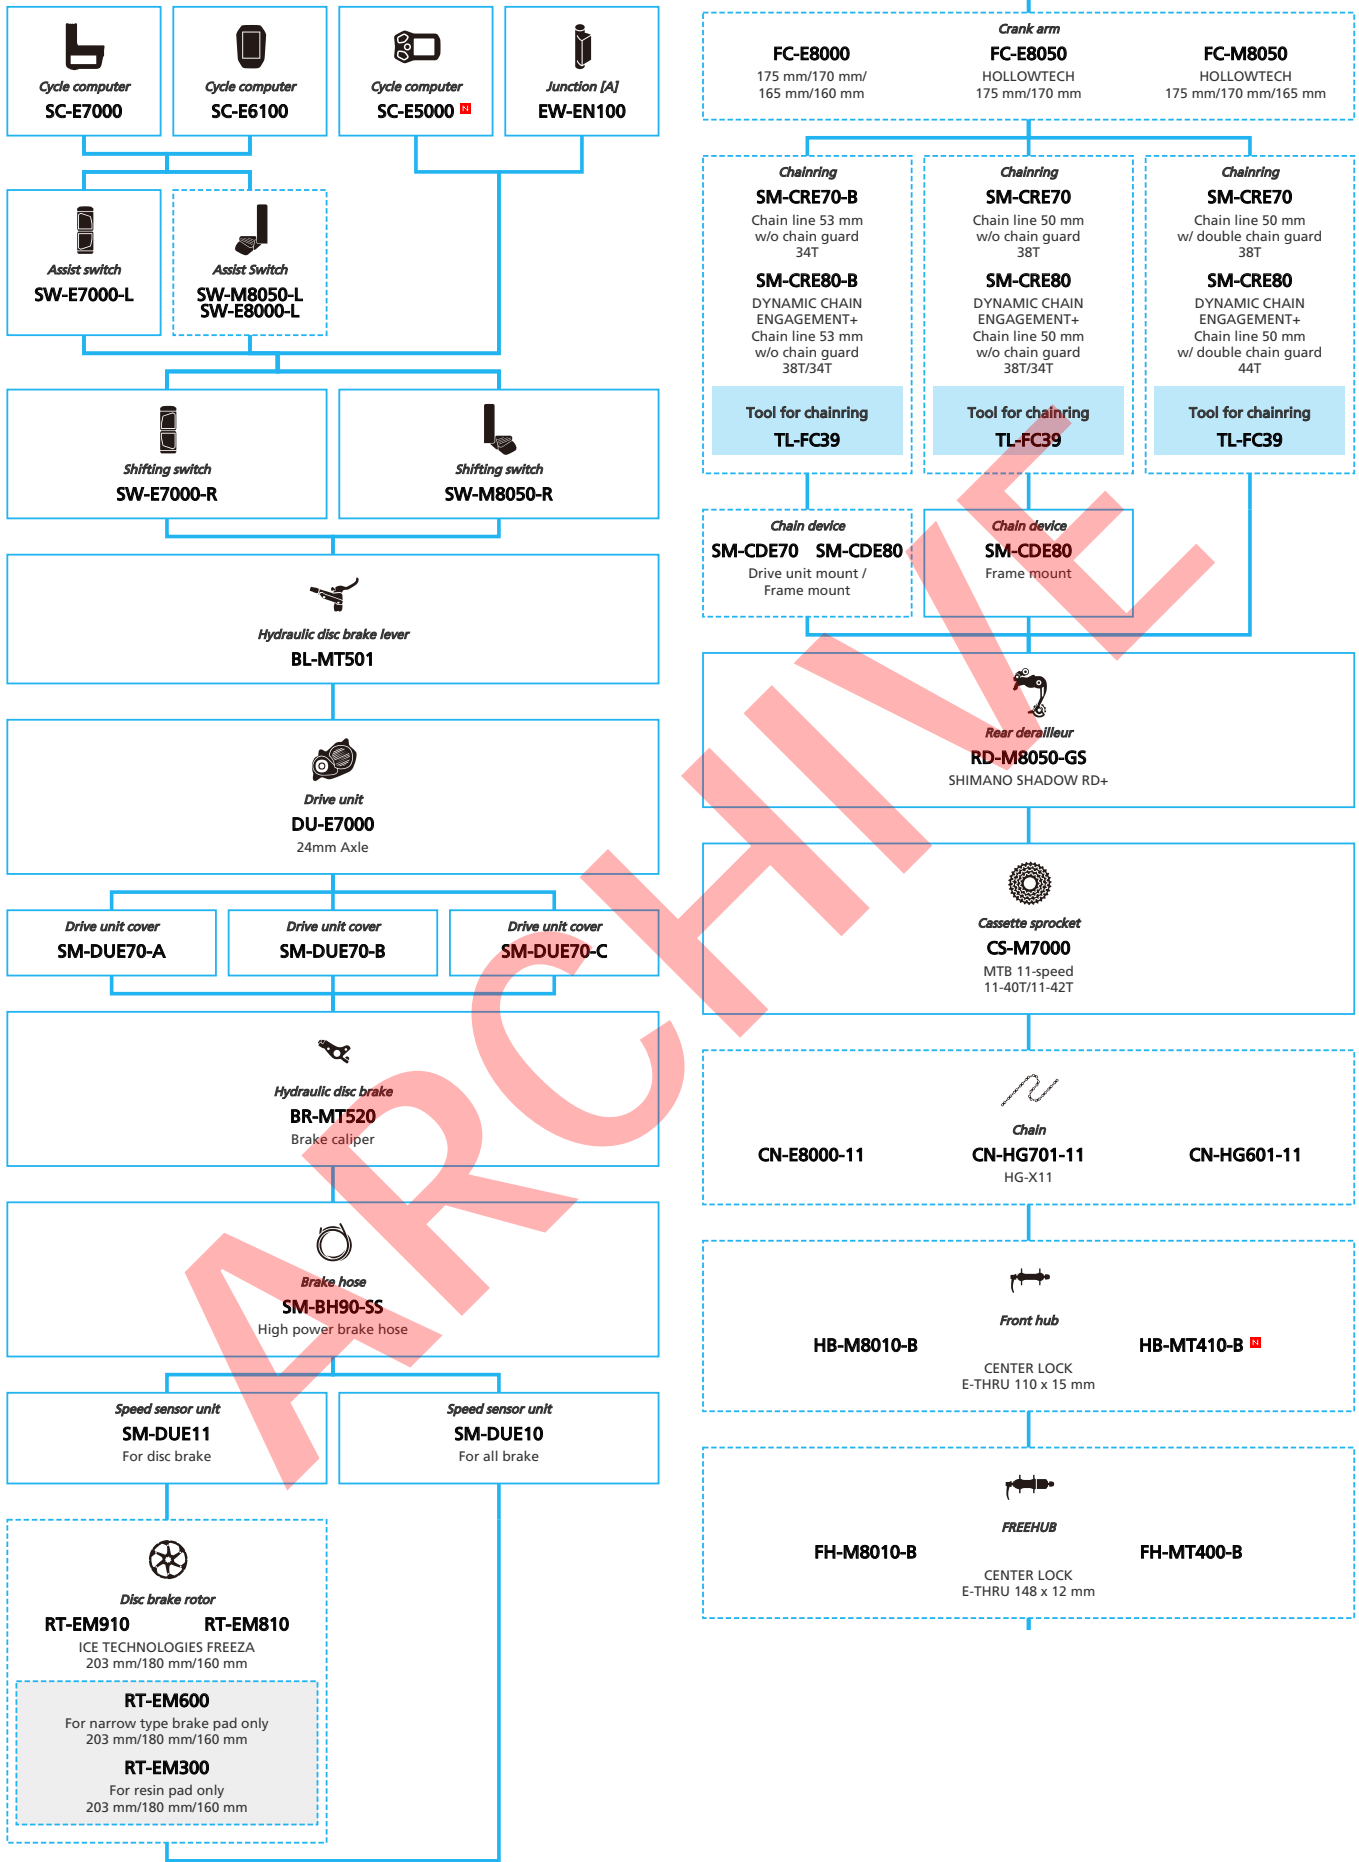 Cycle computer
SC-E7000
Cycle computer
SC-E6100
Cycle computer
SC-E5000 N
Junction [A]
EW-EN100
Assist switch
SW-E7000-L
Assist Switch
SW-M8050-L
SW-E8000-L
Shifting switch
SW-E7000-R
Shifting switch
SW-M8050-R
Hydraulic disc brake lever
BL-MT501
Drive unit
DU-E7000
24mm Axle
Drive unit cover
SM-DUE70-A
Drive unit cover
SM-DUE70-B
Drive unit cover
SM-DUE70-C
Hydraulic disc brake
BR-MT520
Brake caliper
Brake hose
SM-BH90-SS
High power brake hose
Speed sensor unit
SM-DUE11
For disc brake
Speed sensor unit
SM-DUE10
For all brake
Disc brake rotor
RT-EM910 RT-EM810
ICE TECHNOLOGIES FREEZA
203 mm/180 mm/160 mm
RT-EM600
For narrow type brake pad only
203 mm/180 mm/160 mm
RT-EM300
For resin pad only
203 mm/180 mm/160 mm
Crank arm
FC-E8000
175 mm/170 mm/
165 mm/160 mm
FC-E8050
HOLLOWTECH
175 mm/170 mm
FC-M8050
HOLLOWTECH
175 mm/170 mm/165 mm
Chainring
SM-CRE70-B
Chain line 53 mm
w/o chain guard
34T
SM-CRE80-B
DYNAMIC CHAIN
ENGAGEMENT+
Chain line 53 mm
w/o chain guard
38T/34T
Tool for chainring
TL-FC39
Chainring
SM-CRE70
Chain line 50 mm
w/o chain guard
38T
SM-CRE80
DYNAMIC CHAIN
ENGAGEMENT+
Chain line 50 mm
w/o chain guard
38T/34T
Tool for chainring
TL-FC39
Chainring
SM-CRE70
Chain line 50 mm
w/ double chain guard
38T
SM-CRE80
DYNAMIC CHAIN
ENGAGEMENT+
Chain line 50 mm
w/ double chain guard
44T
Tool for chainring
TL-FC39
Chain device
SM-CDE70 SM-CDE80
Drive unit mount /
Frame mount
Chain device
SM-CDE80
Frame mount
Rear derailleur
RD-M8050-GS
SHIMANO SHADOW RD+
Cassette sprocket
CS-M7000
MTB 11-speed
11-40T/11-42T
Chain
CN-E8000-11 CN-HG701-11 CN-HG601-11
HG-X11
Front hub
HB-M8010-B HB-MT410-B N
CENTER LOCK
E-THRU 110 x 15 mm
FREEHUB
FH-M8010-B FH-MT400-B
CENTER LOCK
E-THRU 148 x 12 mm
ARCHIVE